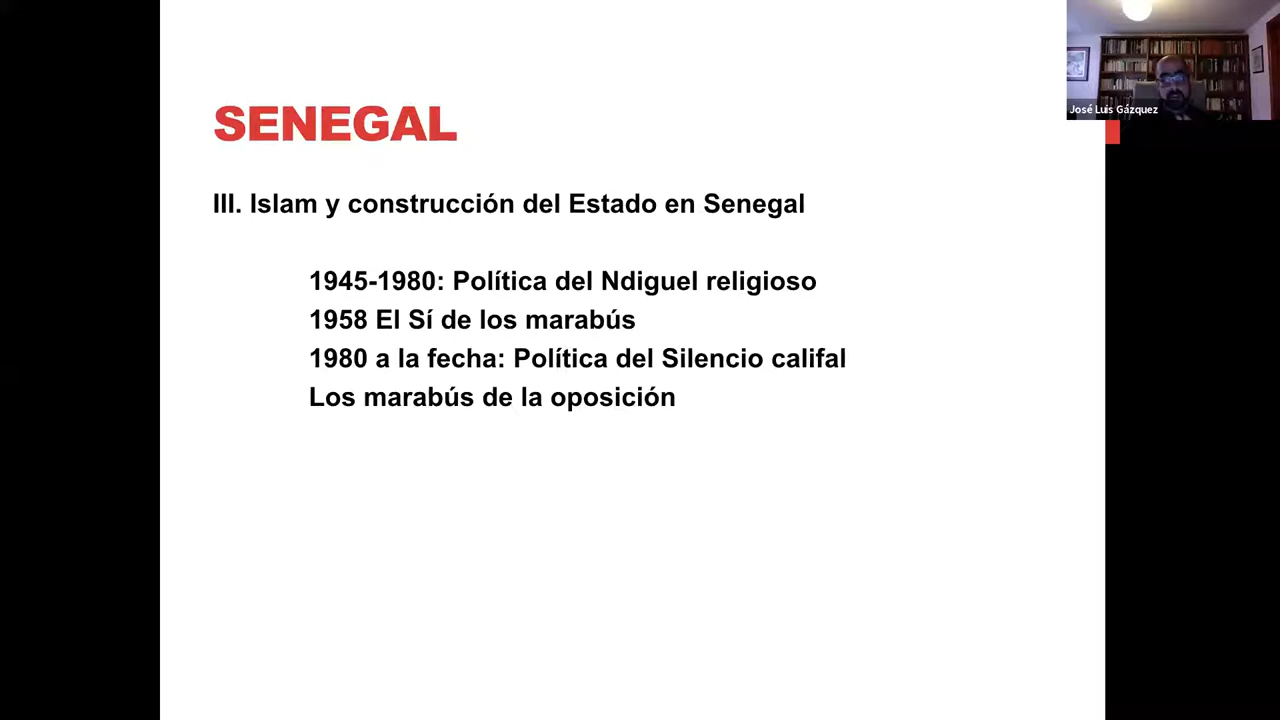 SENEGAL
José Luis Gázquez
III. Islam y construcción del Estado en Senegal
1945-1980: Política del Ndiguel religioso
1958 El Sí de los marabús
1980 a la fecha: Política del Silencio califal
Los marabús de la oposición